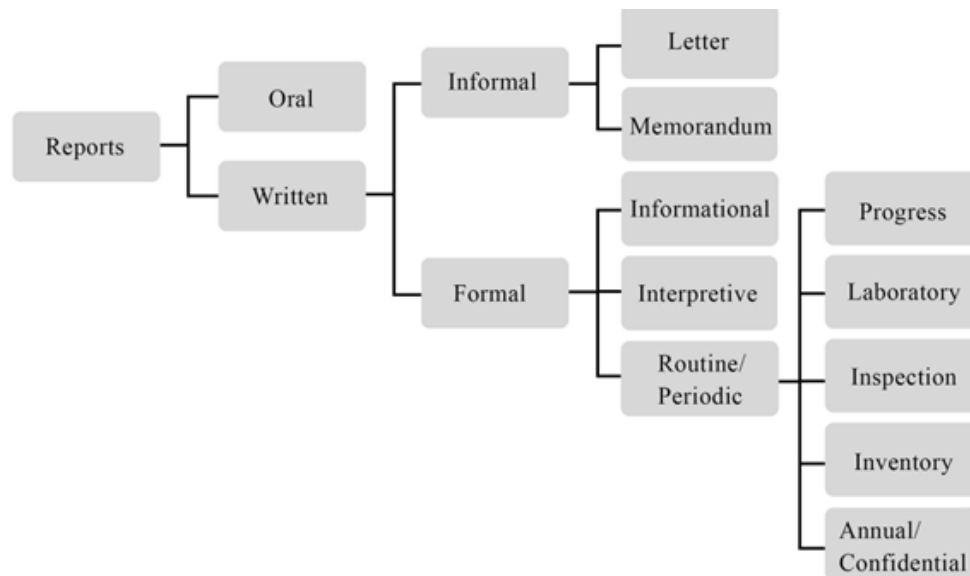 Reports
Oral
Written
Informal
Formal
Letter
Memorandum
Informational
Interpretive
Routine/
Periodic
Progress
Laboratory
Inspection
Inventory
Annual/
Confidential